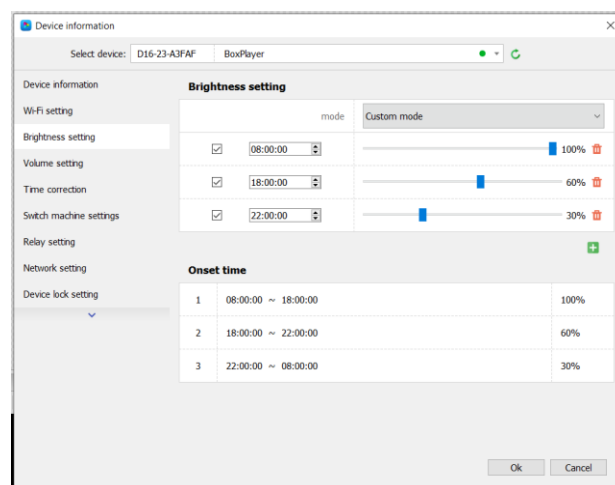 Device information
Select device: D16-23-A3FAF BoxPlayer
Device information
Wi-Fi setting
Brightness setting
Volume setting
Time correction
Switch machine settings
Relay setting
Network setting
Device lock setting
Brightness setting
mode Custom mode
08:00:00 100%
18:00:00 60%
22:00:00 30%
Onset time
1 08:00:00 ~ 18:00:00 100%
2 18:00:00 ~ 22:00:00 60%
3 22:00:00 ~ 08:00:00 30%
Ok Cancel